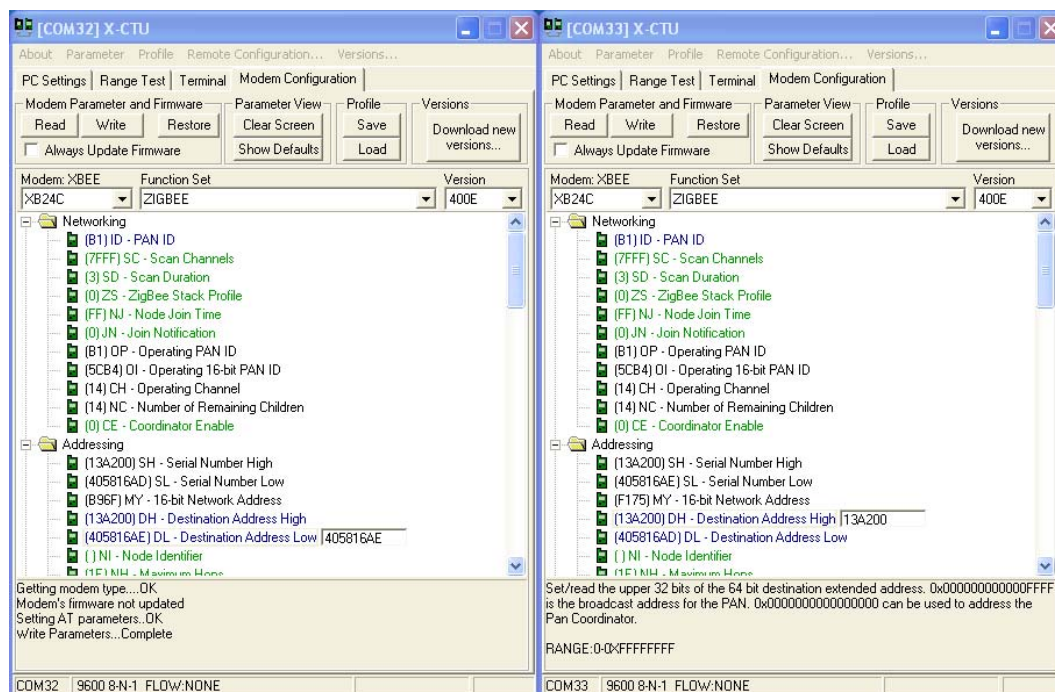 [COM32] X-CTU
About Parameter Profile Remote Configuration... Versions...
PC Settings Range Test Terminal Modem Configuration
Modem Parameter and Firmware Parameter View Profile Versions
Read Write Restore Clear Screen Save Download new versions...
Always Update Firmware Show Defaults Load
Modem: XBEE Function Set Version
XB24C ZIGBEE 400E
Networking
(B1) ID - PAN ID
(7FFF) SC - Scan Channels
(3) SD - Scan Duration
(0) ZS - ZigBee Stack Profile
(FF) NJ - Node Join Time
(0) JN - Join Notification
(B1) OP - Operating PAN ID
(5CB4) OI - Operating 16-bit PAN ID
(14) CH - Operating Channel
(14) NC - Number of Remaining Children
(0) CE - Coordinator Enable
Addressing
(13A200) SH - Serial Number High
(405816AD) SL - Serial Number Low
(B96F) MY - 16-bit Network Address
(13A200) DH - Destination Address High
(405816AE) DL - Destination Address Low 405816AE
( ) NI - Node Identifier
(1E) NH - Maximum Hops
Getting modem type....OK
Modem's firmware not updated
Setting AT parameters..OK
Write Parameters...Complete
COM32 9600 8-N-1 FLOW:NONE
[COM33] X-CTU
About Parameter Profile Remote Configuration... Versions...
PC Settings Range Test Terminal Modem Configuration
Modem Parameter and Firmware Parameter View Profile Versions
Read Write Restore Clear Screen Save Download new versions...
Always Update Firmware Show Defaults Load
Modem: XBEE Function Set Version
XB24C ZIGBEE 400E
Networking
(B1) ID - PAN ID
(7FFF) SC - Scan Channels
(3) SD - Scan Duration
(0) ZS - ZigBee Stack Profile
(FF) NJ - Node Join Time
(0) JN - Join Notification
(B1) OP - Operating PAN ID
(5CB4) OI - Operating 16-bit PAN ID
(14) CH - Operating Channel
(14) NC - Number of Remaining Children
(0) CE - Coordinator Enable
Addressing
(13A200) SH - Serial Number High
(405816AE) SL - Serial Number Low
(F175) MY - 16-bit Network Address
(13A200) DH - Destination Address High 13A200
(405816AD) DL - Destination Address Low
( ) NI - Node Identifier
(1E) NH - Maximum Hops
Set/read the upper 32 bits of the 64 bit destination extended address. 0x000000000000FFFF
is the broadcast address for the PAN. 0x0000000000000000 can be used to address the
Pan Coordinator.
RANGE:0-0XFFFFFFFF
COM33 9600 8-N-1 FLOW:NONE